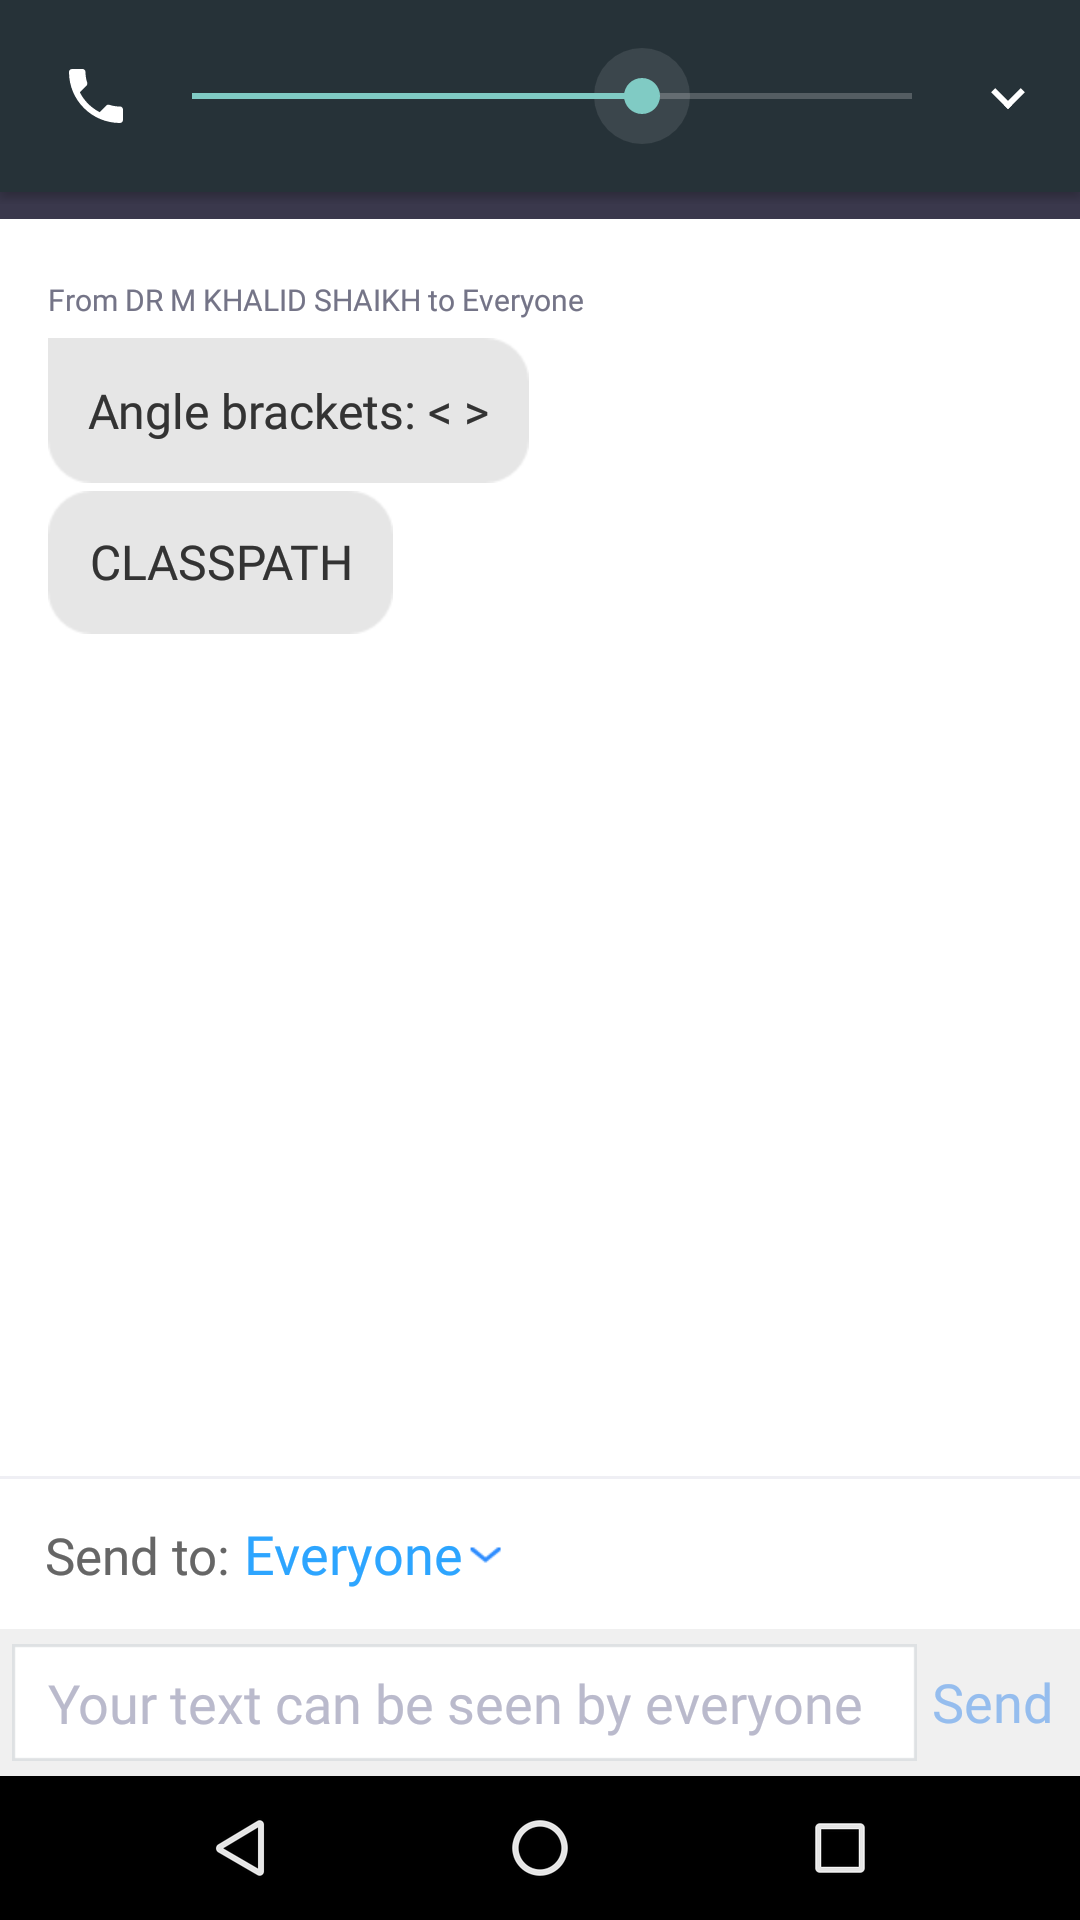 From DR M KHALID SHAIKH to Everyone
Angle brackets: < >
CLASSPATH
Send to: Everyone
Your text can be seen by everyone
Send